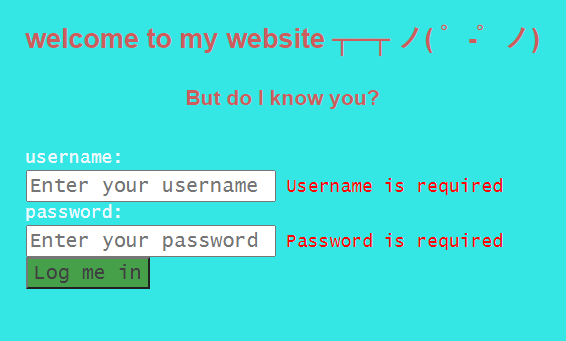 welcome to my website ┬─┬ ノ( ゜-゜ノ)
But do I know you?
username:
Enter your username Username is required
password:
Enter your password Password is required
Log me in